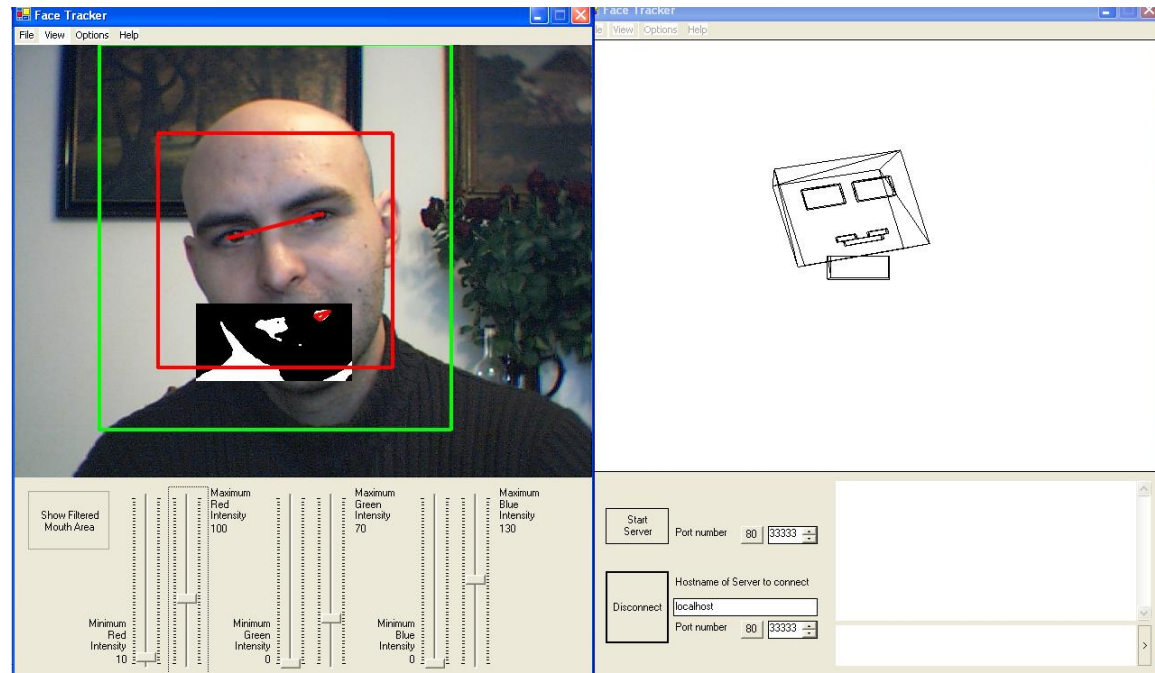 Face Tracker
File View Options Help
Show Filtered
Mouth Area
Maximum
Red
Intensity
100
Minimum
Red
Intensity
10
Maximum
Green
Intensity
70
Minimum
Green
Intensity
0
Maximum
Blue
Intensity
130
Minimum
Blue
Intensity
0
Face Tracker
View Options Help
Start
Server
Port number 80 33333
Disconnect
Hostname of Server to connect
localhost
Port number 80 33333
>